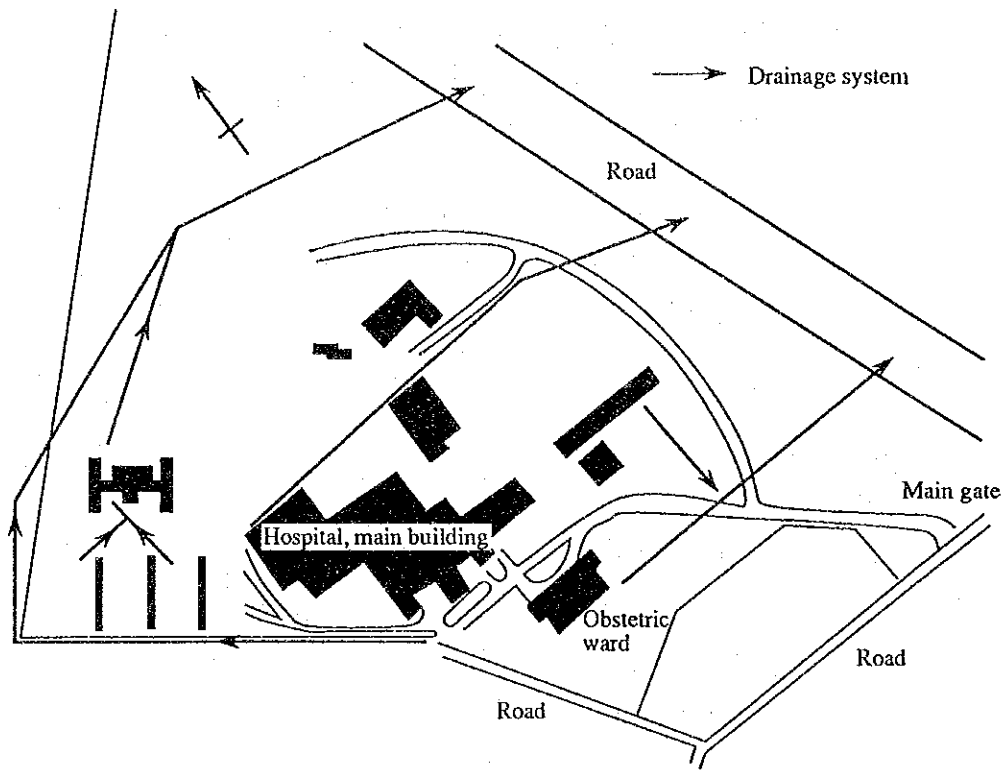 Drainage system
Road
Main gate
Hospital, main building
Obstetric
ward
Road
Road